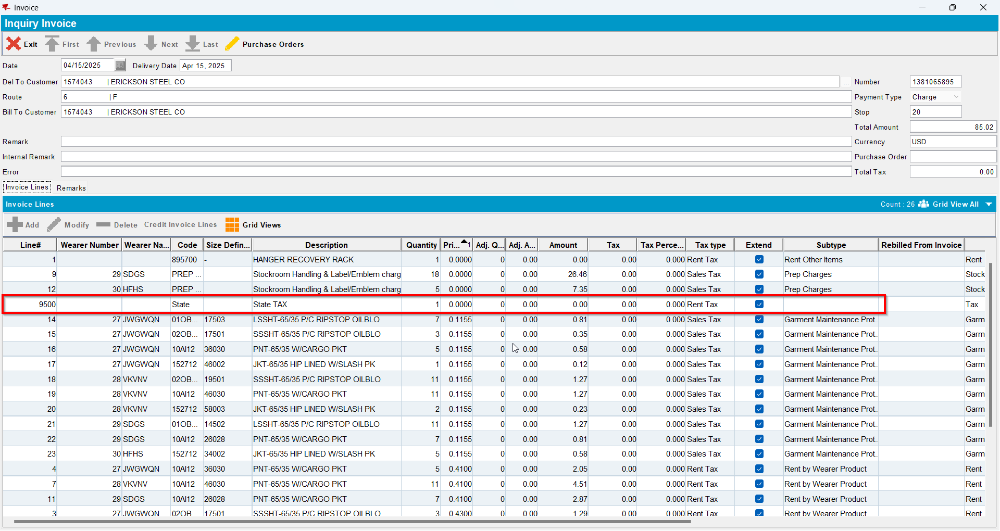 Invoice
Inquiry Invoice
Exit First Previous Next Last Purchase Orders
Date 04/15/2025 Delivery Date Apr 15, 2025
Del To Customer 1574043 | ERICKSON STEEL CO ... Number 1381065895
Route 6 | F Payment Type Charge
Bill To Customer 1574043 | ERICKSON STEEL CO Stop 20
Total Amount 85.02
Remark Currency USD
Internal Remark Purchase Order
Error Total Tax 0.00
Invoice Lines Remarks
Invoice Lines Count : 26 Grid View All
Add Modify Delete Credit Invoice Lines Grid Views
Line# Wearer Number Wearer Na... Code Size Defin... Description Quantity Pri... 1 Adj. Q... Adj. A... Amount Tax Tax Perce... Tax type Extend Subtype Rebilled From Invoice
1 895700 - HANGER RECOVERY RACK 1 0.0000 0 0.00 0.00 0.00 0.000 Rent Tax Rent Other Items Rent
9 29 SDGS PREP ... Stockroom Handling & Label/Emblem charg 18 0.0000 0 0.00 26.46 0.00 0.000 Sales Tax Prep Charges Stock
12 30 HFHS PREP ... Stockroom Handling & Label/Emblem charg 5 0.0000 0 0.00 7.35 0.00 0.000 Sales Tax Prep Charges Stock
9500 State State TAX 1 0.0000 0 0.00 0.00 0.00 0.000 Rent Tax Tax
14 27 JWGWQN 01OB... 17503 LSSHT-65/35 P/C RIPSTOP OILBLO 7 0.1155 0 0.00 0.81 0.00 0.000 Sales Tax Garment Maintenance Prot.. Garm
15 27 JWGWQN 02OB... 17501 SSSHT-65/35 P/C RIPSTOP OILBLO 3 0.1155 0 0.00 0.35 0.00 0.000 Sales Tax Garment Maintenance Prot.. Garm
16 27 JWGWQN 10AI12 36030 PNT-65/35 W/CARGO PKT 5 0.1155 0 0.00 0.58 0.00 0.000 Sales Tax Garment Maintenance Prot.. Garm
17 27 JWGWQN 152712 46002 JKT-65/35 HIP LINED W/SLASH PK 1 0.1155 0 0.00 0.12 0.00 0.000 Sales Tax Garment Maintenance Prot.. Garm
18 28 VKVNV 02OB... 19501 SSSHT-65/35 P/C RIPSTOP OILBLO 11 0.1155 0 0.00 1.27 0.00 0.000 Sales Tax Garment Maintenance Prot.. Garm
19 28 VKVNV 10AI12 46030 PNT-65/35 W/CARGO PKT 11 0.1155 0 0.00 1.27 0.00 0.000 Sales Tax Garment Maintenance Prot.. Garm
20 28 VKVNV 152712 58003 JKT-65/35 HIP LINED W/SLASH PK 2 0.1155 0 0.00 0.23 0.00 0.000 Sales Tax Garment Maintenance Prot.. Garm
21 29 SDGS 01OB... 14502 LSSHT-65/35 P/C RIPSTOP OILBLO 11 0.1155 0 0.00 1.27 0.00 0.000 Sales Tax Garment Maintenance Prot.. Garm
22 29 SDGS 10AI12 26028 PNT-65/35 W/CARGO PKT 7 0.1155 0 0.00 0.81 0.00 0.000 Sales Tax Garment Maintenance Prot.. Garm
23 30 HFHS 152712 34002 JKT-65/35 HIP LINED W/SLASH PK 5 0.1155 0 0.00 0.58 0.00 0.000 Sales Tax Garment Maintenance Prot.. Garm
4 27 JWGWQN 10AI12 36030 PNT-65/35 W/CARGO PKT 5 0.4100 0 0.00 2.05 0.00 0.000 Rent Tax Rent by Wearer Product Rent
7 28 VKVNV 10AI12 46030 PNT-65/35 W/CARGO PKT 11 0.4100 0 0.00 4.51 0.00 0.000 Rent Tax Rent by Wearer Product Rent
11 29 SDGS 10AI12 26028 PNT-65/35 W/CARGO PKT 7 0.4100 0 0.00 2.87 0.00 0.000 Rent Tax Rent by Wearer Product Rent
3 27 JWGWQN 02OB 17501 SSSHT-65/35 P/C RIPSTOP OILBLO 3 0.4300 0 0.00 1.29 0.00 0.000 Rent Tax Rent by Wearer Product Rent